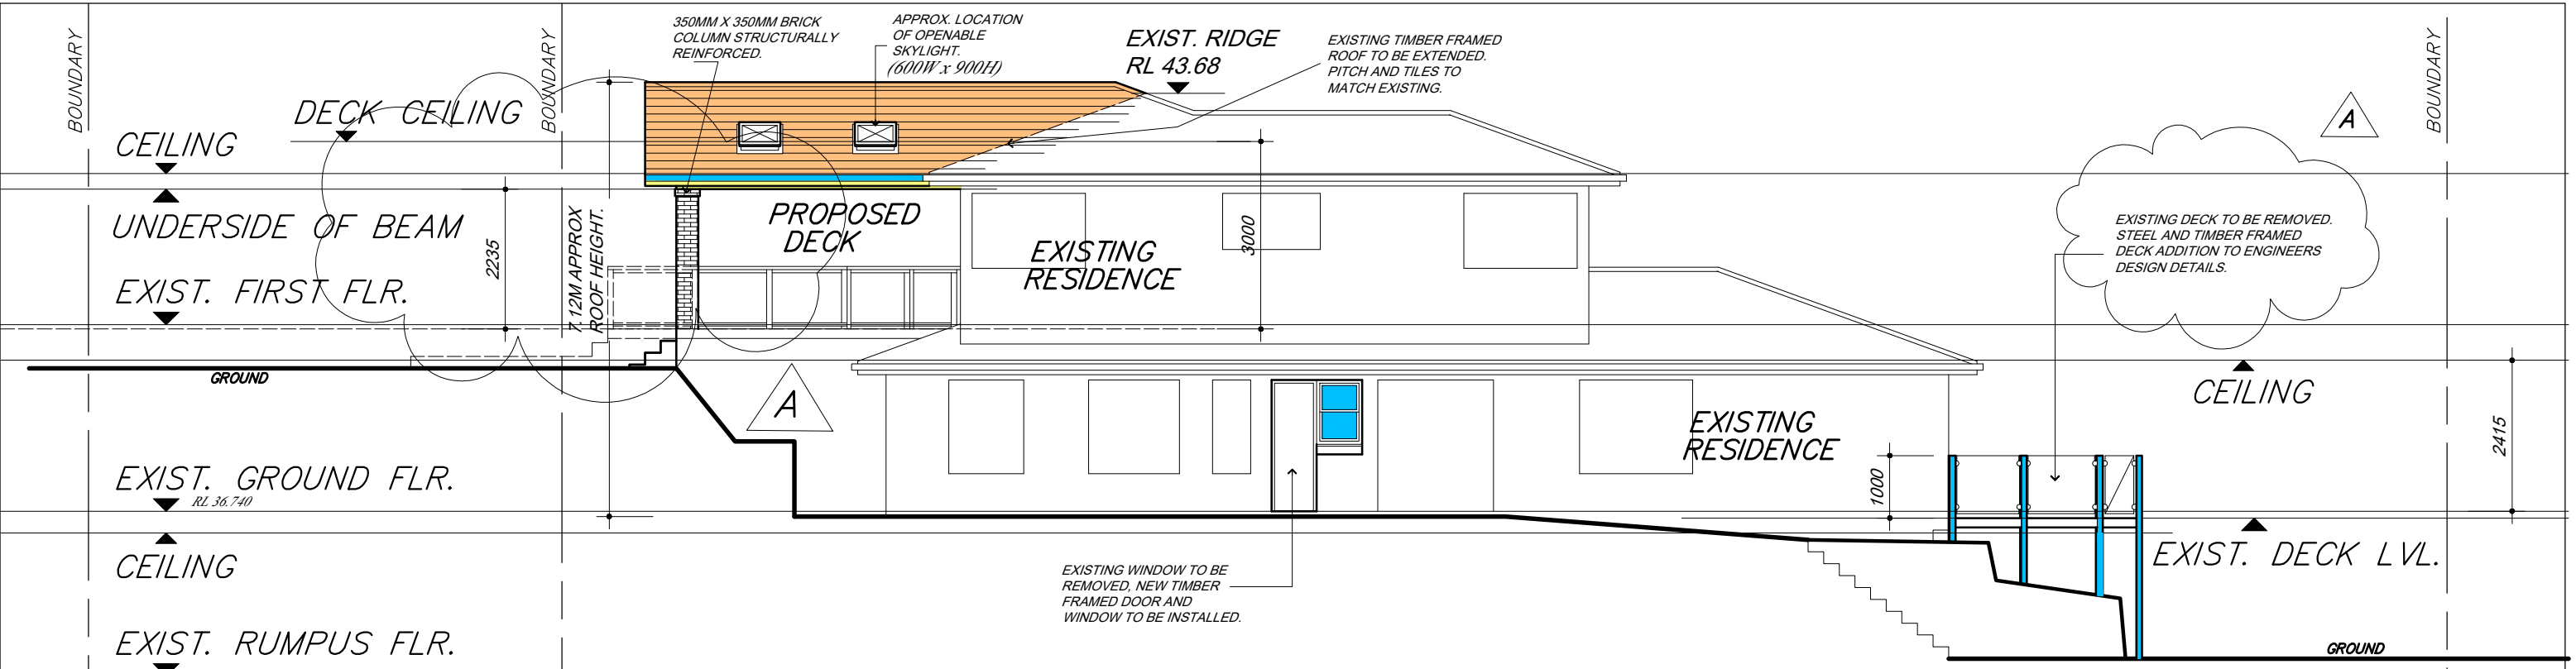 BOUNDARY
BOUNDARY
350MM X 350MM BRICK
COLUMN STRUCTURALLY
REINFORCED.
APPROX. LOCATION
OF OPENABLE
SKYLIGHT.
(600W x 900H)
EXIST. RIDGE
RL 43.68
EXISTING TIMBER FRAMED
ROOF TO BE EXTENDED.
PITCH AND TILES TO
MATCH EXISTING.
BOUNDARY
A
DECK CEILING
CEILING
UNDERSIDE OF BEAM
2235
7.12M APPROX
ROOF HEIGHT.
PROPOSED
DECK
EXISTING
RESIDENCE
3000
EXISTING DECK TO BE REMOVED.
STEEL AND TIMBER FRAMED
DECK ADDITION TO ENGINEERS
DESIGN DETAILS.
EXIST. FIRST FLR.
GROUND
A
CEILING
2415
EXISTING
RESIDENCE
1000
EXIST. GROUND FLR.
RL 36.740
CEILING
EXIST. DECK LVL.
EXISTING WINDOW TO BE
REMOVED, NEW TIMBER
FRAMED DOOR AND
WINDOW TO BE INSTALLED.
EXIST. RUMPUS FLR.
GROUND